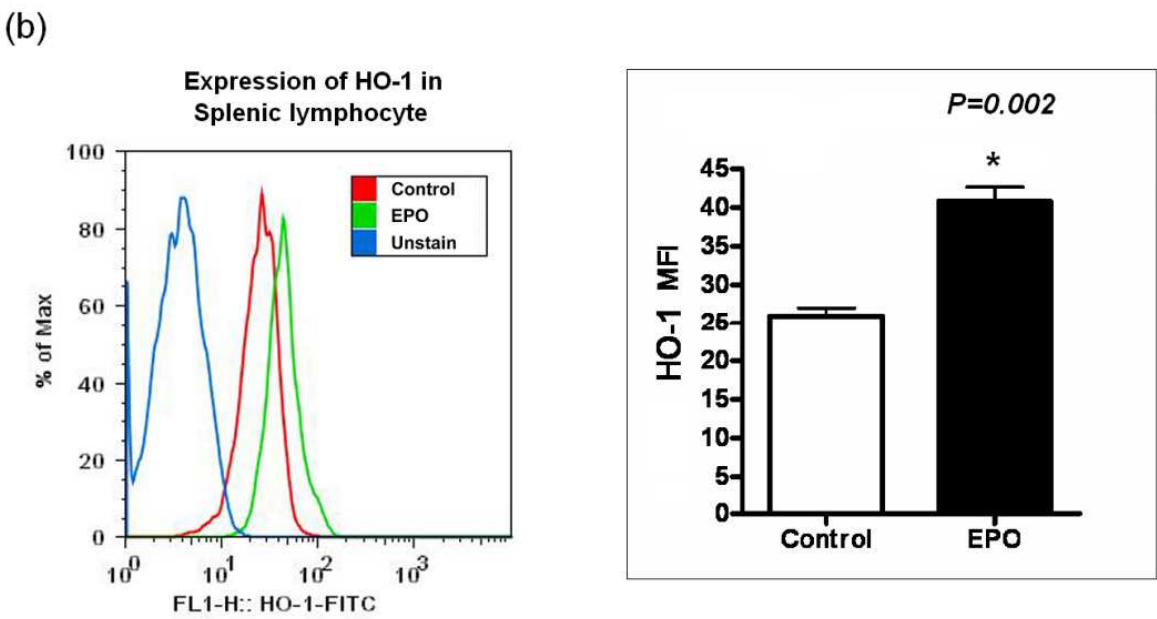 (b)
Expression of HO-1 in
Splenic lymphocyte
100
80
60
40
20
0
% of Max
Control
EPO
Unstain
10^0 10^1 10^2 10^3
FL1-H:: HO-1-FITC
P=0.002
*
45
40
35
30
25
20
15
10
5
0
HO-1 MFI
Control EPO